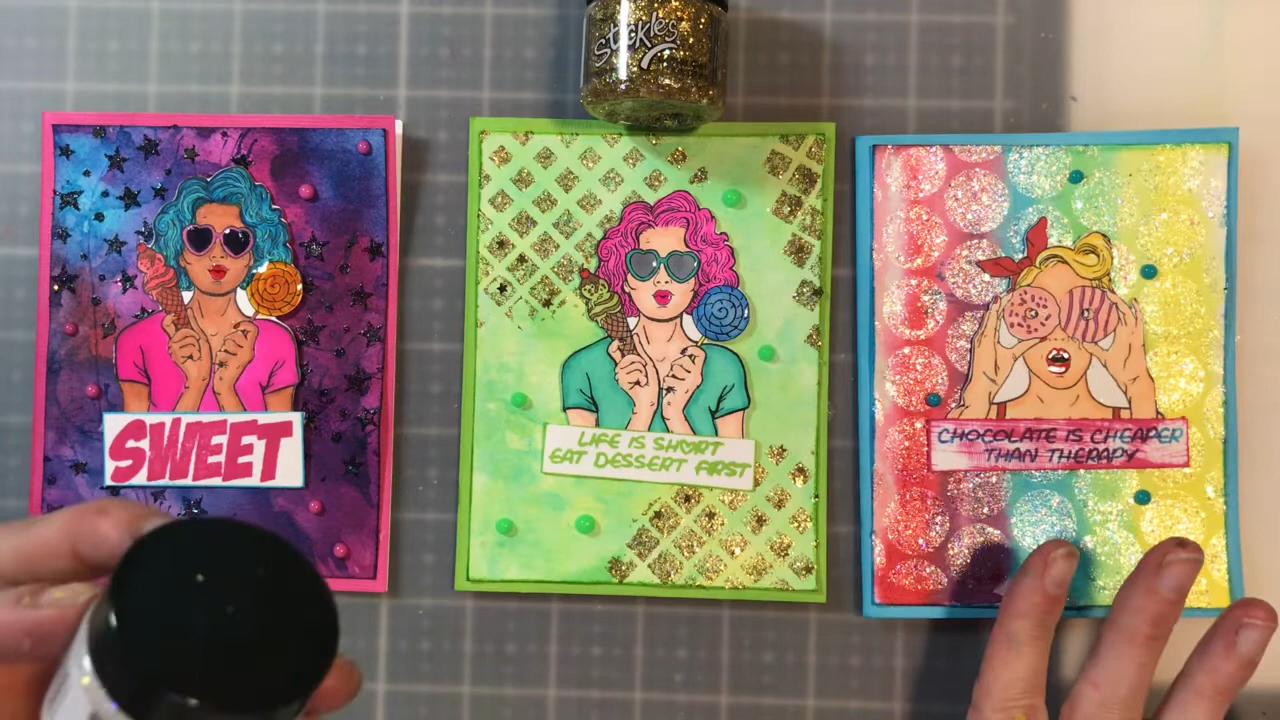 Stickles
SWEET
LIFE IS SHORT
EAT DESSERT FIRST
CHOCOLATE IS CHEAPER
THAN THERAPY